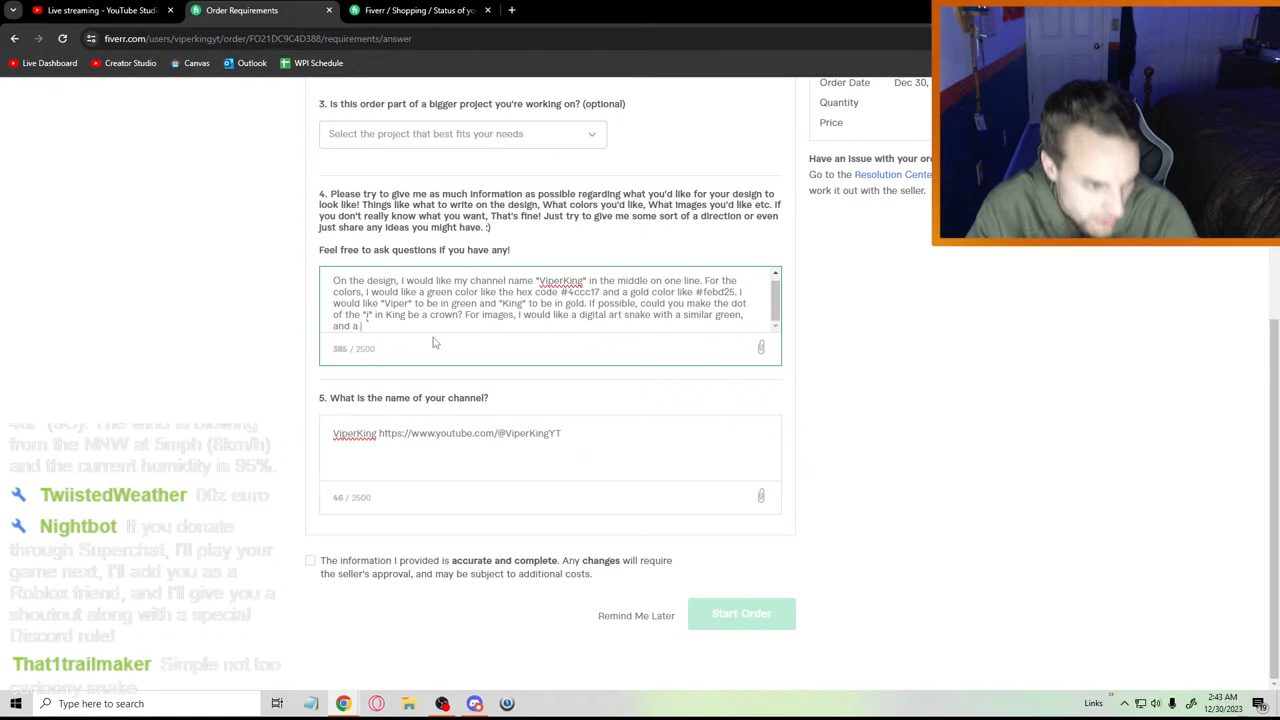 Live streaming - YouTube Studio
Order Requirements
Fiverr / Shopping / Status of yo
fiverr.com/users/viperkingyt/order/FO21DC9C4D388/requirements/answer
Live Dashboard
Creator Studio
Canvas
Outlook
WPI Schedule
3. Is this order part of a bigger project you're working on? (optional)
Select the project that best fits your needs
4. Please try to give me as much information as possible regarding what you'd like for your design to
look like! Things like what to write on the design, What colors you'd like, What images you'd like etc. If
you don't really know what you want, That's fine! Just try to give me some sort of a direction or even
just share any ideas you might have. :)
Feel free to ask questions if you have any!
On the design, I would like my channel name "ViperKing" in the middle on one line. For the
colors, I would like a green color like the hex code #4ccc17 and a gold color like #febd25. I
would like "Viper" to be in green and "King" to be in gold. If possible, could you make the dot
of the "i" in King be a crown? For images, I would like a digital art snake with a similar green,
and a
385 / 2500
5. What is the name of your channel?
ViperKing https://www.youtube.com/@ViperKingYT
46 / 2500
The information I provided is accurate and complete. Any changes will require
the seller's approval, and may be subject to additional costs.
Remind Me Later
Start Order
Order Date Dec 30,
Quantity
Price
Have an issue with your ord
Go to the Resolution Cente
work it out with the seller.
from the NNW at 5mph (8km/h)
and the current humidity is 95%.
TwiistedWeather
euro
Nightbot If you donate
through Superchat, I'll play your
game next, I'll add you as a
Roblox friend, and I'll give you a
shoutout along with a special
Discord role!
That1trailmaker Simple not too
cartoony snake
Type here to search
Links
2:43 AM
12/30/2023
19